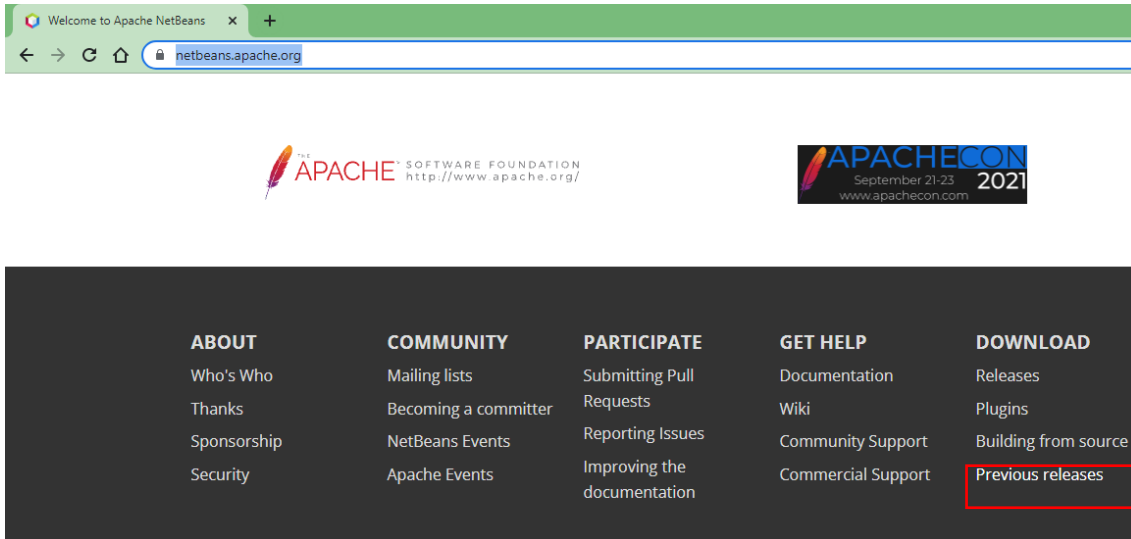 Welcome to Apache NetBeans
netbeans.apache.org
THE
APACHE™ SOFTWARE FOUNDATION
http://www.apache.org/
APACHECON
September 21-23 2021
www.apachecon.com
ABOUT
Who's Who
Thanks
Sponsorship
Security
COMMUNITY
Mailing lists
Becoming a committer
NetBeans Events
Apache Events
PARTICIPATE
Submitting Pull
Requests
Reporting Issues
Improving the
documentation
GET HELP
Documentation
Wiki
Community Support
Commercial Support
DOWNLOAD
Releases
Plugins
Building from source
Previous releases